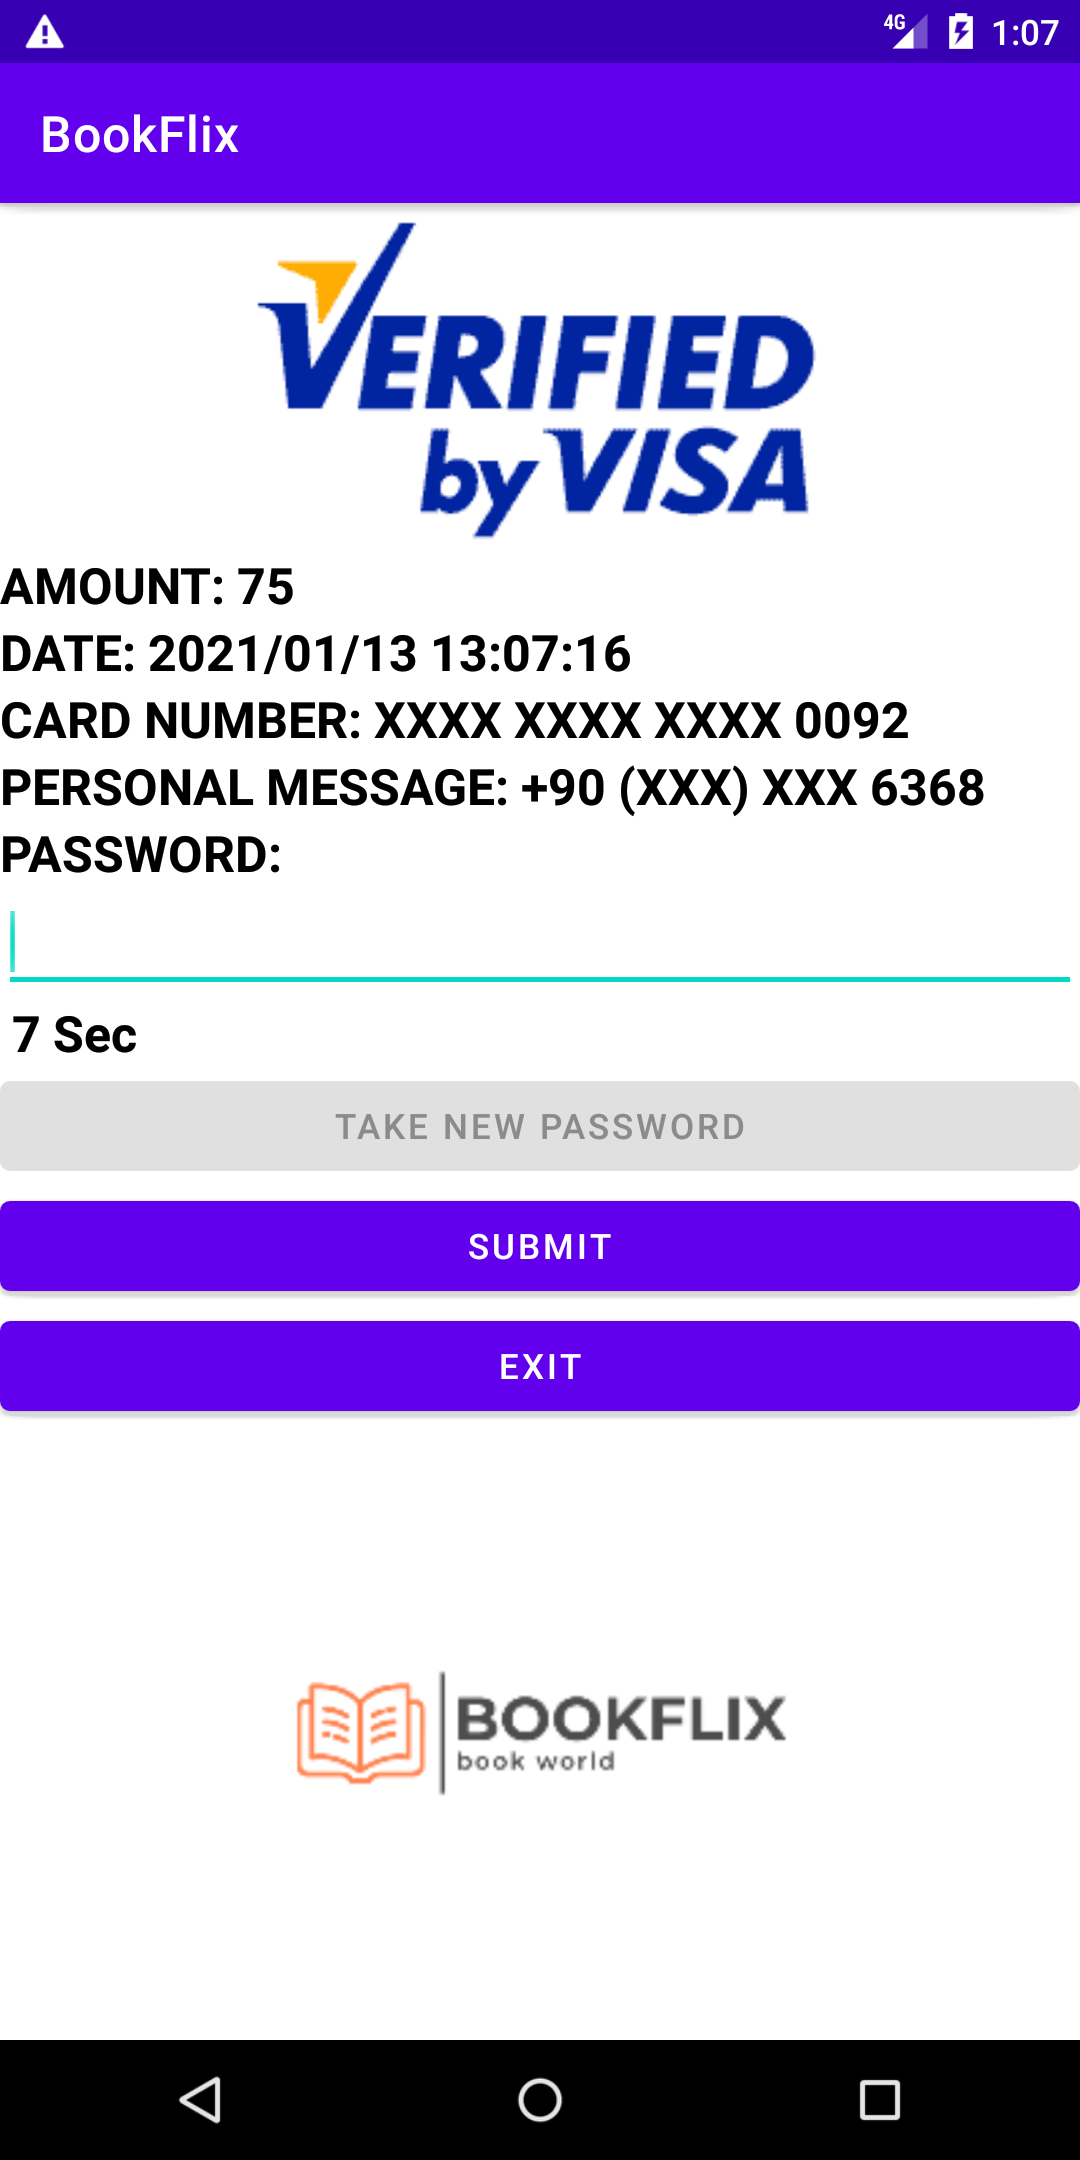 4G 1:07
BookFlix
VERIFIED
by VISA
AMOUNT: 75
DATE: 2021/01/13 13:07:16
CARD NUMBER: XXXX XXXX XXXX 0092
PERSONAL MESSAGE: +90 (XXX) XXX 6368
PASSWORD:
7 Sec
TAKE NEW PASSWORD
SUBMIT
EXIT
BOOKFLIX
book world